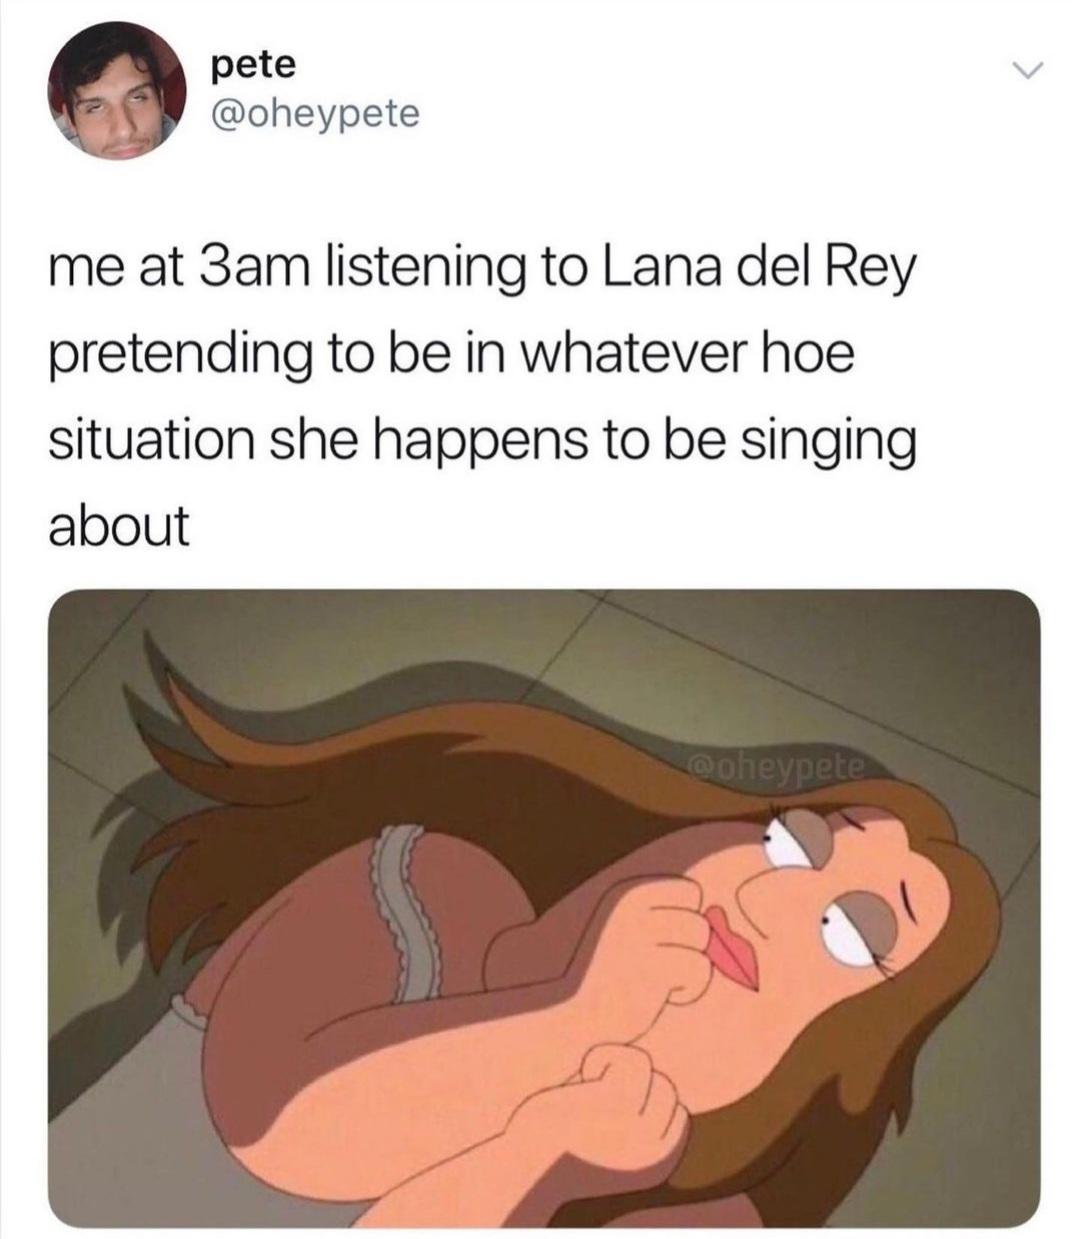 pete
@oheypete
me at 3am listening to Lana del Rey
pretending to be in whatever hoe
situation she happens to be singing
about
@oheypete